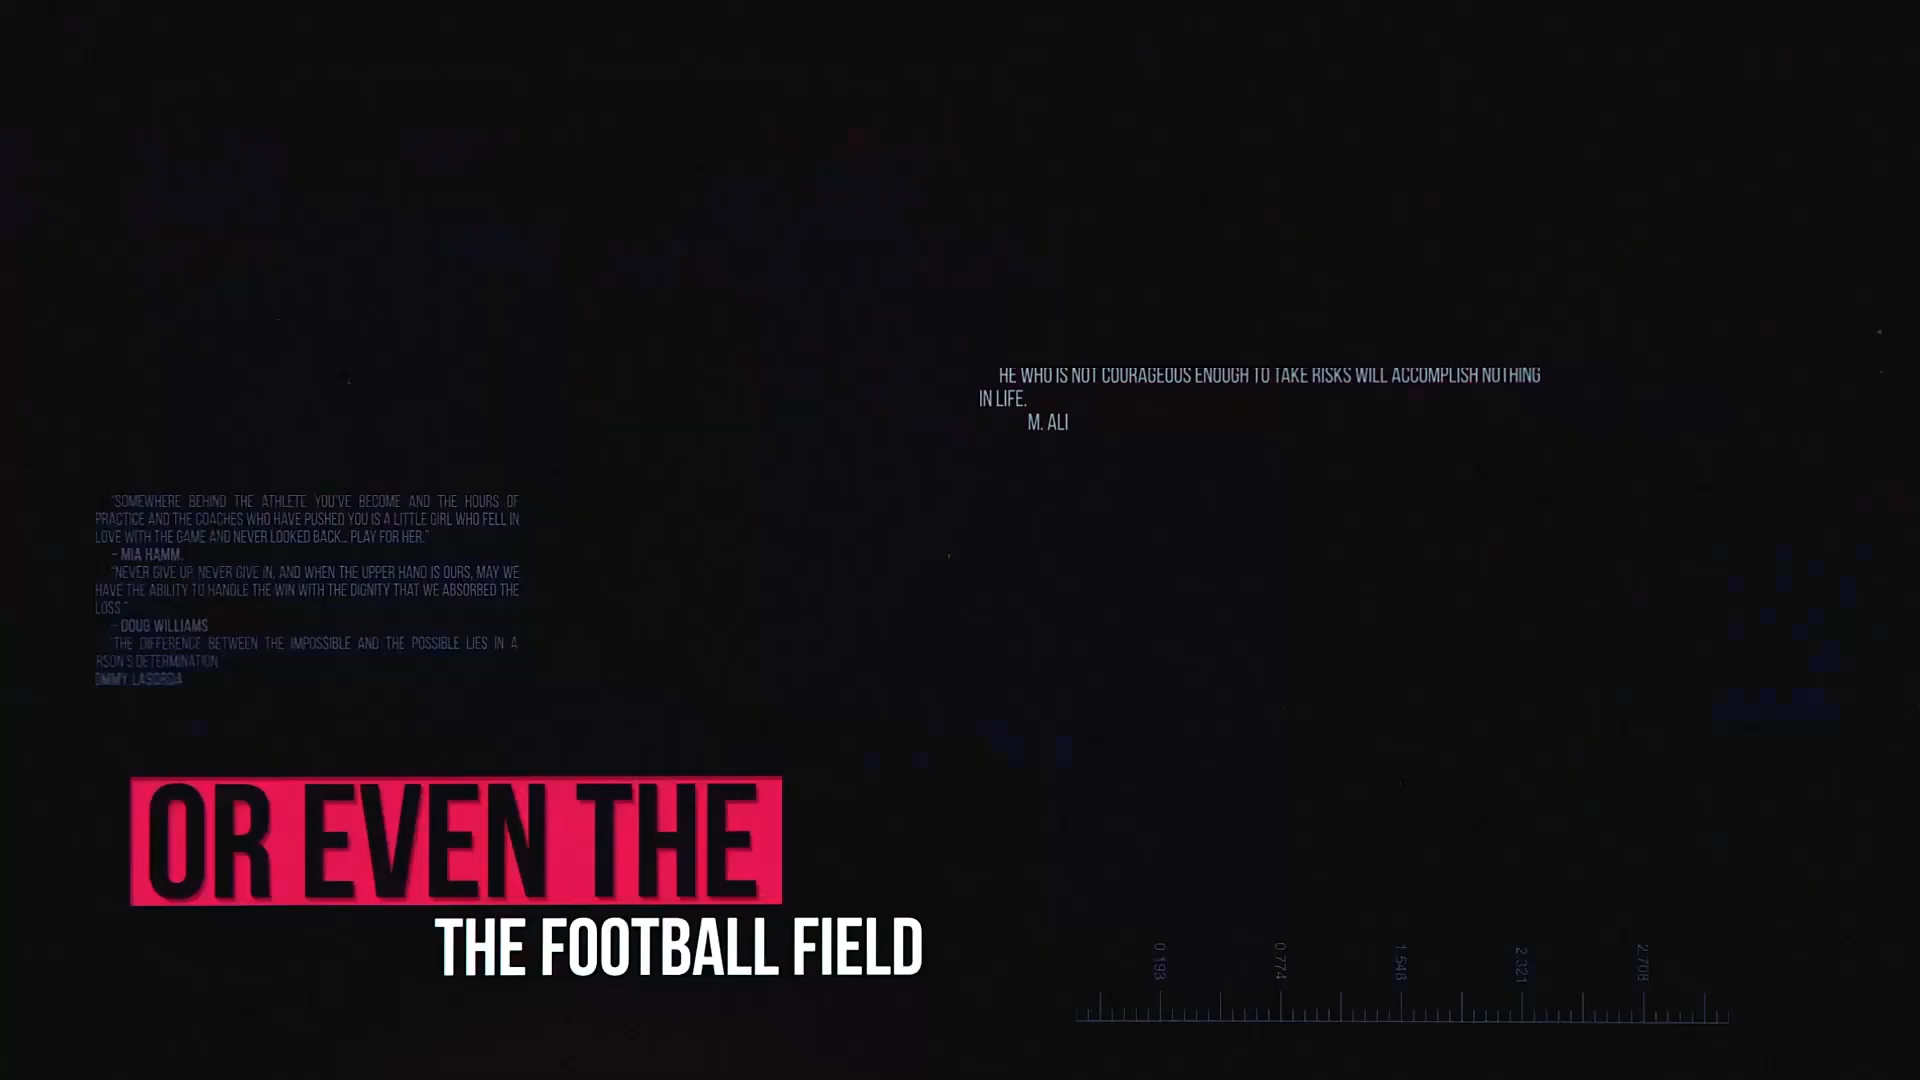 HE WHO IS NOT COURAGEOUS ENOUGH TO TAKE RISKS WILL ACCOMPLISH NOTHING
IN LIFE.
M. ALI
"SOMEWHERE BEHIND THE ATHLETE YOU'VE BECOME AND THE HOURS OF
PRACTICE AND THE COACHES WHO HAVE PUSHED YOU IS A LITTLE GIRL WHO FELL IN
LOVE WITH THE GAME AND NEVER LOOKED BACK... PLAY FOR HER."
- MIA HAMM.
"NEVER GIVE UP, NEVER GIVE IN, AND WHEN THE UPPER HAND IS OURS, MAY WE
HAVE THE ABILITY TO HANDLE THE WIN WITH THE DIGNITY THAT WE ABSORBED THE
LOSS."
- DOUG WILLIAMS
"THE DIFFERENCE BETWEEN THE IMPOSSIBLE AND THE POSSIBLE LIES IN A
RSON'S DETERMINATION.
OMMY LASORDA
OR EVEN THE
THE FOOTBALL FIELD
0.193 0.774 1.548 2.321 2.708